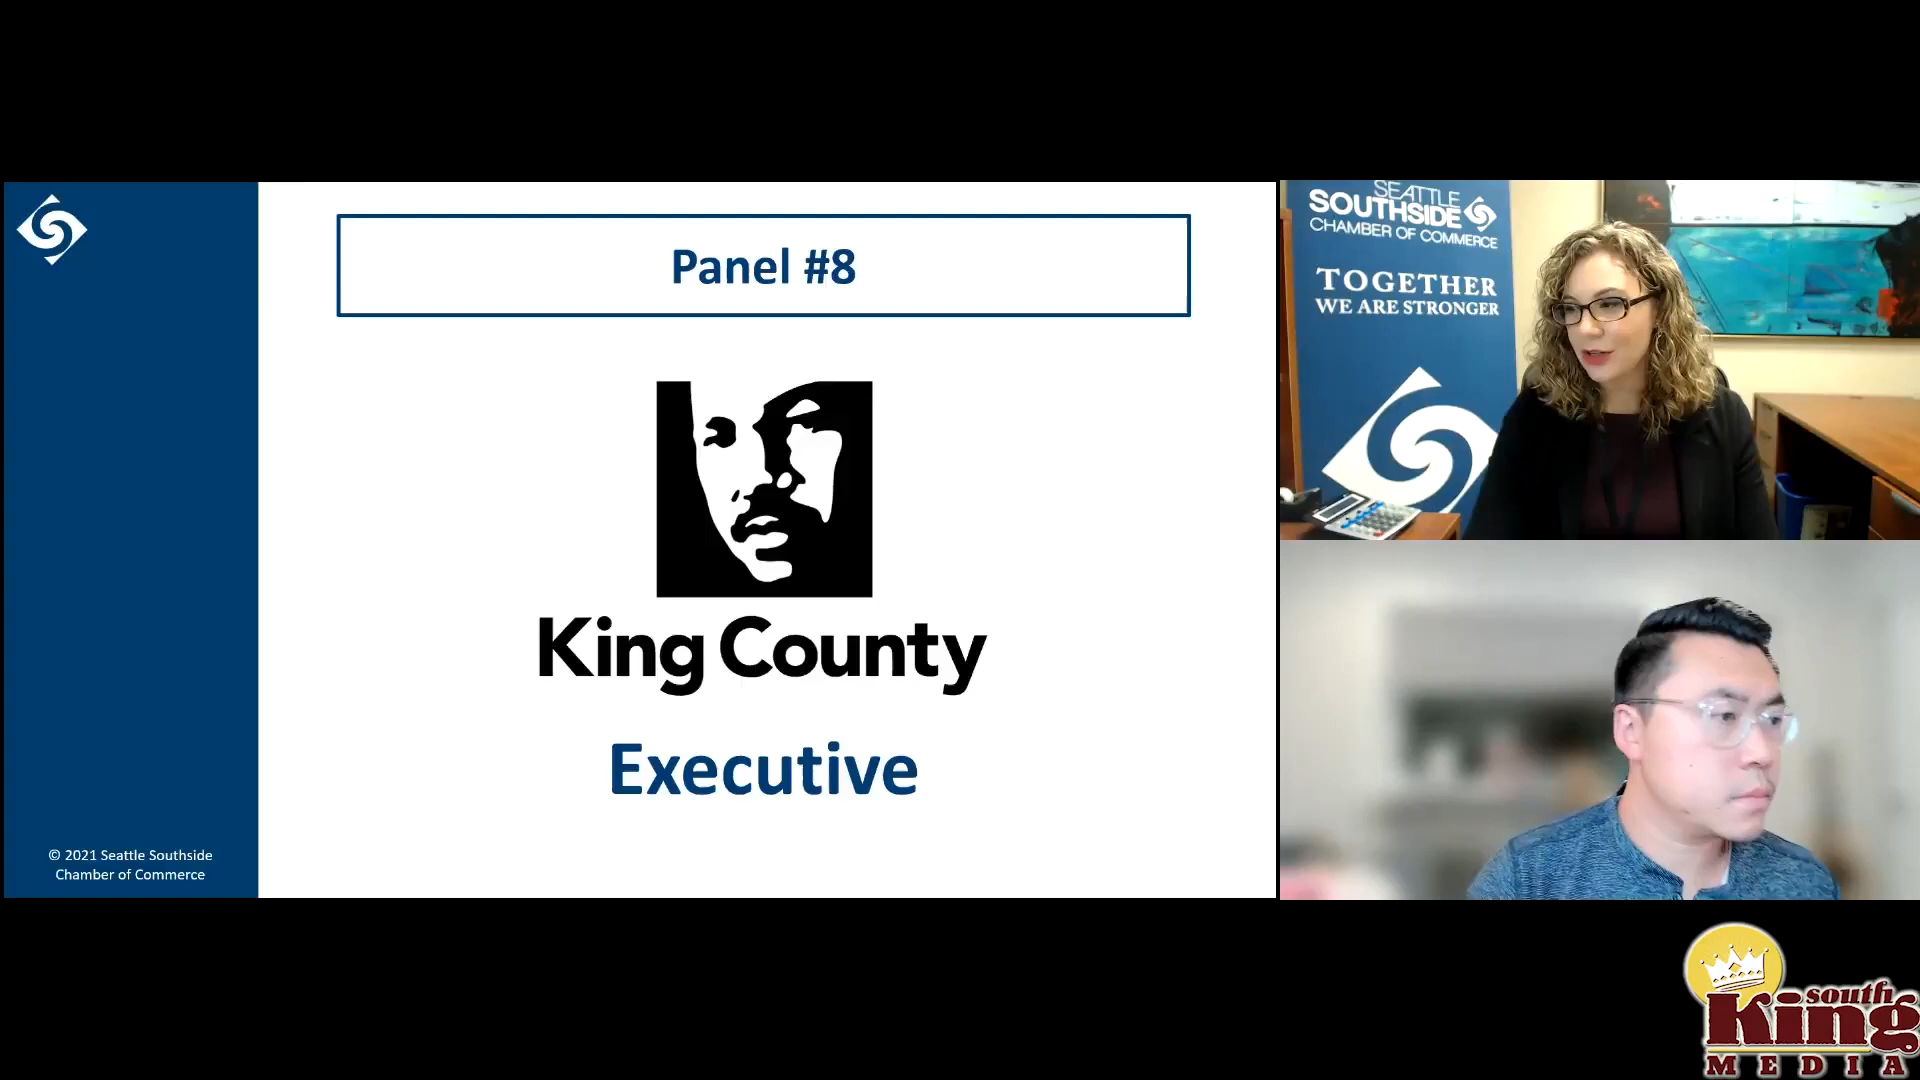 Panel #8
King County
Executive
© 2021 Seattle Southside
Chamber of Commerce
SEATTLE
SOUTHSIDE
CHAMBER OF COMMERCE
TOGETHER
WE ARE STRONGER
south
King
MEDIA